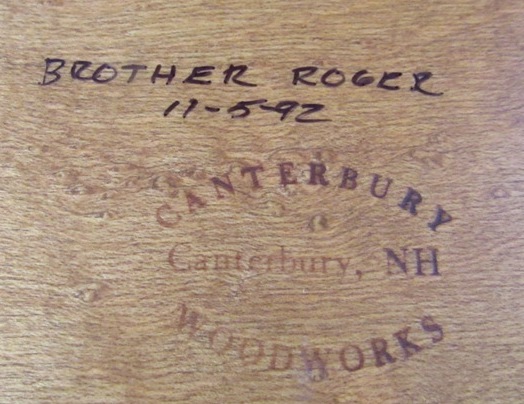 BROTHER ROGER
11-5-92
CANTERBURY
Canterbury, NH
WOODWORKS